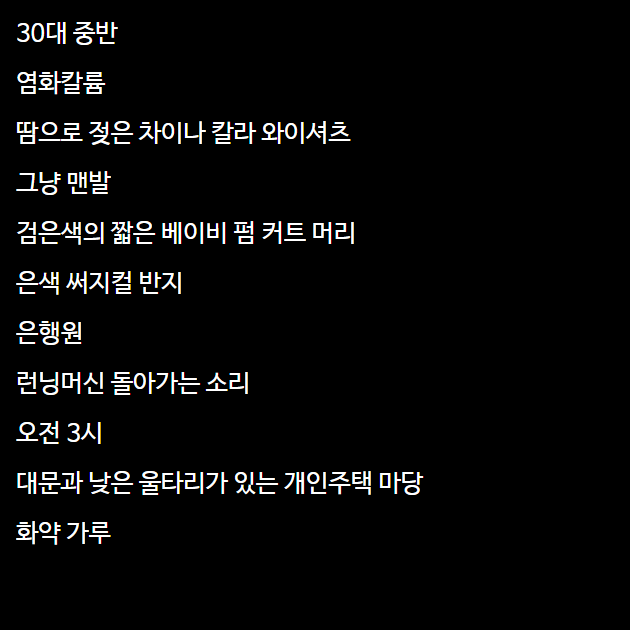 30대 중반
염화칼륨
땀으로 젖은 차이나 칼라 와이셔츠
그냥 맨발
검은색의 짧은 베이비 펌 커트 머리
은색 써지컬 반지
은행원
런닝머신 돌아가는 소리
오전 3시
대문과 낮은 울타리가 있는 개인주택 마당
화약 가루